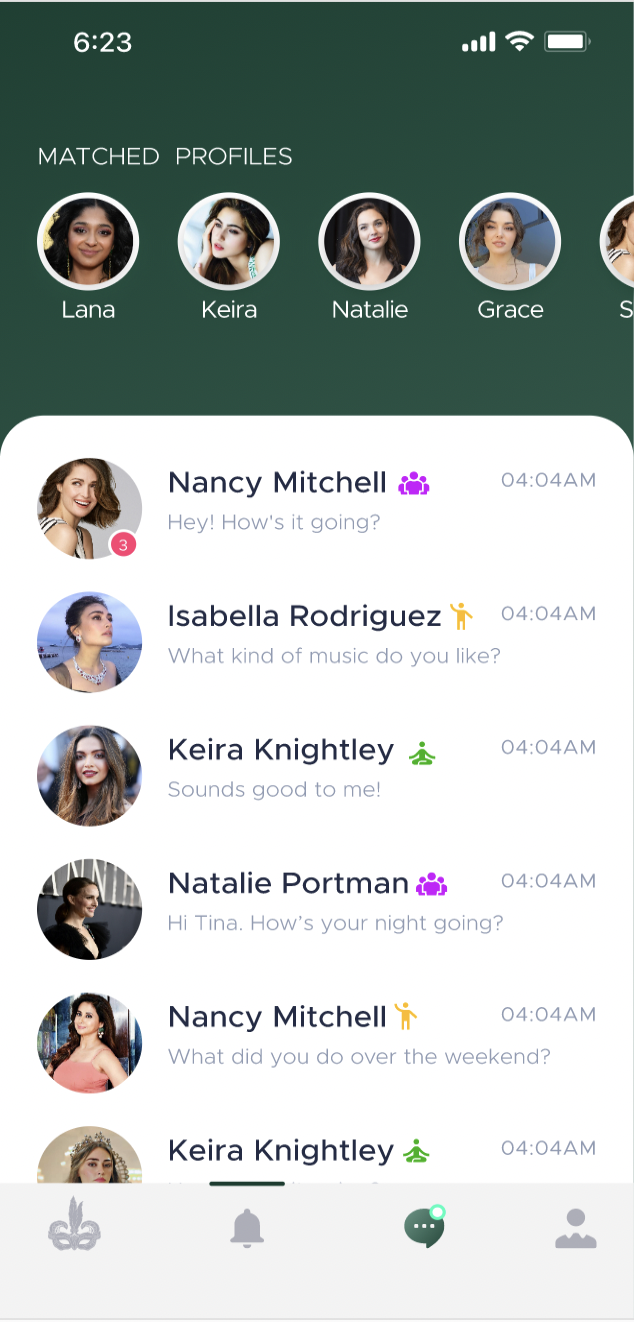 6:23
MATCHED PROFILES
Lana Keira Natalie Grace S
Nancy Mitchell 04:04AM
Hey! How's it going?
3
Isabella Rodriguez 04:04AM
What kind of music do you like?
Keira Knightley 04:04AM
Sounds good to me!
Natalie Portman 04:04AM
Hi Tina. How’s your night going?
Nancy Mitchell 04:04AM
What did you do over the weekend?
Keira Knightley 04:04AM